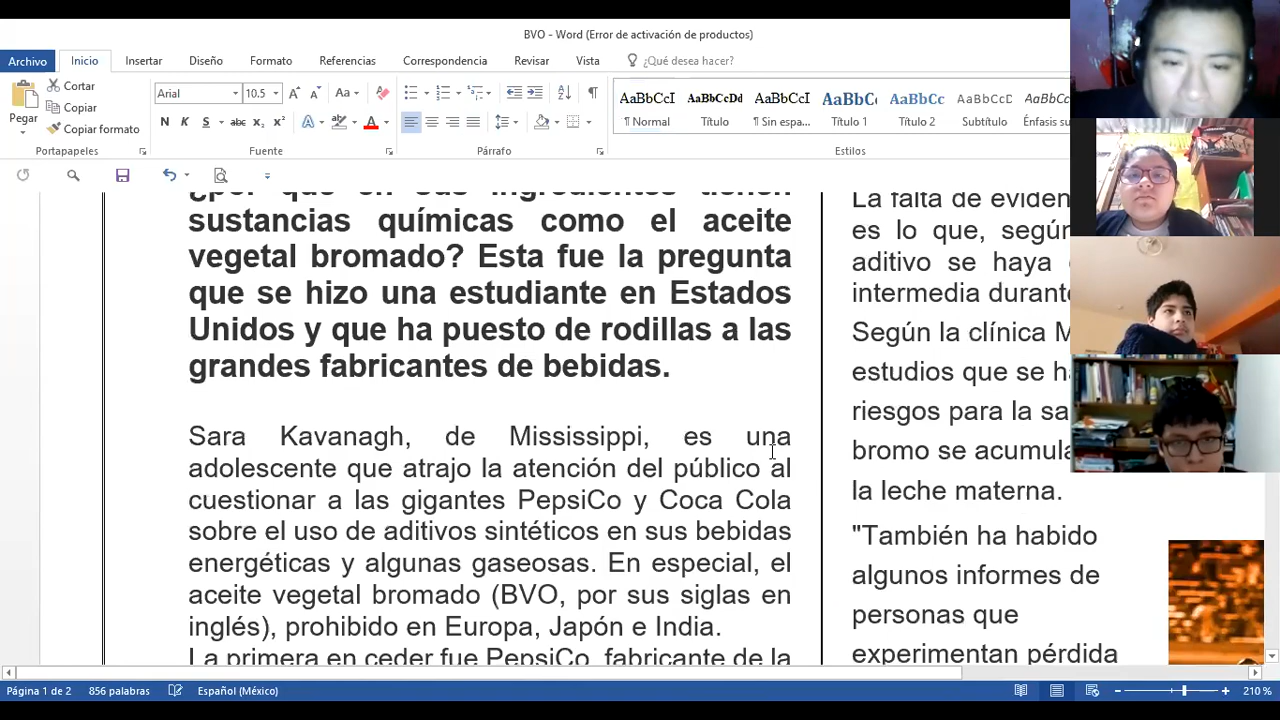 BVO - Word (Error de activación de productos)
Archivo Inicio Insertar Diseño Formato Referencias Correspondencia Revisar Vista ¿Qué desea hacer?
Pegar
Cortar
Copiar
Copiar formato
Portapapeles
Arial 10.5 A A Aa
N K S abc x₂ x² A A
Fuente
Párrafo
AaBbCcI
¶ Normal
AaBbCcDd
Título
AaBbCcI
¶ Sin espa...
AaBbC
Título 1
AaBbCc
Título 2
AaBbCcD
Subtítulo
AaBbCc
Énfasis su
Estilos
¿por qué en sus ingredientes tienen
sustancias químicas como el aceite
vegetal bromado? Esta fue la pregunta
que se hizo una estudiante en Estados
Unidos y que ha puesto de rodillas a las
grandes fabricantes de bebidas.
Sara Kavanagh, de Mississippi, es una
adolescente que atrajo la atención del público al
cuestionar a las gigantes PepsiCo y Coca Cola
sobre el uso de aditivos sintéticos en sus bebidas
energéticas y algunas gaseosas. En especial, el
aceite vegetal bromado (BVO, por sus siglas en
inglés), prohibido en Europa, Japón e India.
La primera en ceder fue PepsiCo, fabricante de la
La falta de eviden
es lo que, según
aditivo se haya
intermedia durant
Según la clínica M
estudios que se h
riesgos para la sa
bromo se acumula
la leche materna.
"También ha habido
algunos informes de
personas que
experimentan pérdida
Página 1 de 2 856 palabras Español (México) 210 %